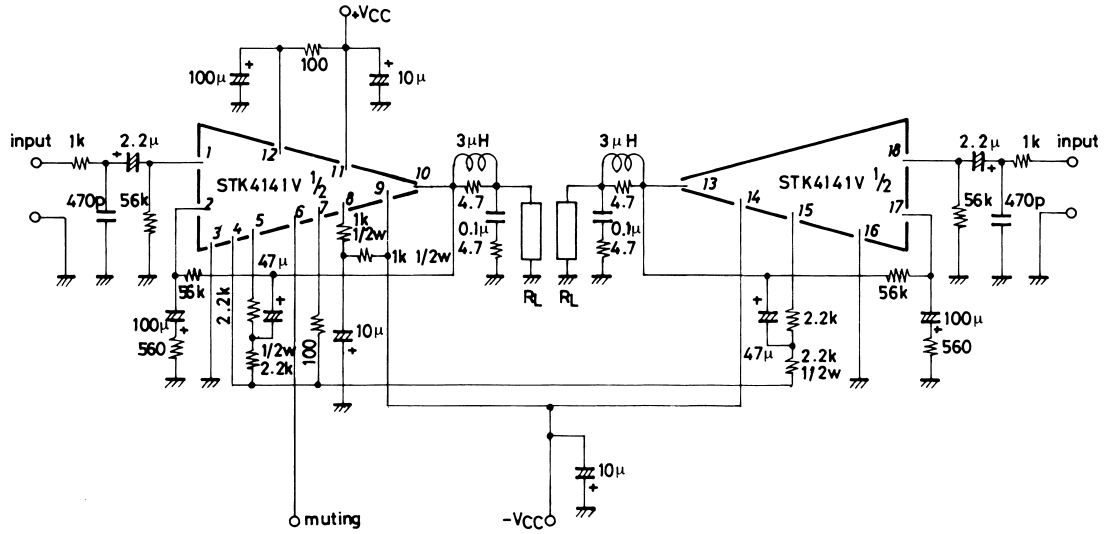 +VCC
100μ
+
100
+
10μ
input
1k
2.2μ
+
1
12
11
STK4141V 1/2
10
9
8
7
6
5
4
3
2
470p
56k
3μH
4.7
0.1μ
4.7
RL
3μH
4.7
0.1μ
4.7
RL
13
14
15
16
17
18
STK4141V 1/2
2.2μ
+
1k
input
56k
470p
1k
1/2w
1k 1/2w
47μ
+
56k
2.2k
100μ
+
560
1/2w
2.2k
100
10μ
+
+
2.2k
47μ
2.2k
1/2w
56k
100μ
+
560
10μ
+
muting
-VCC